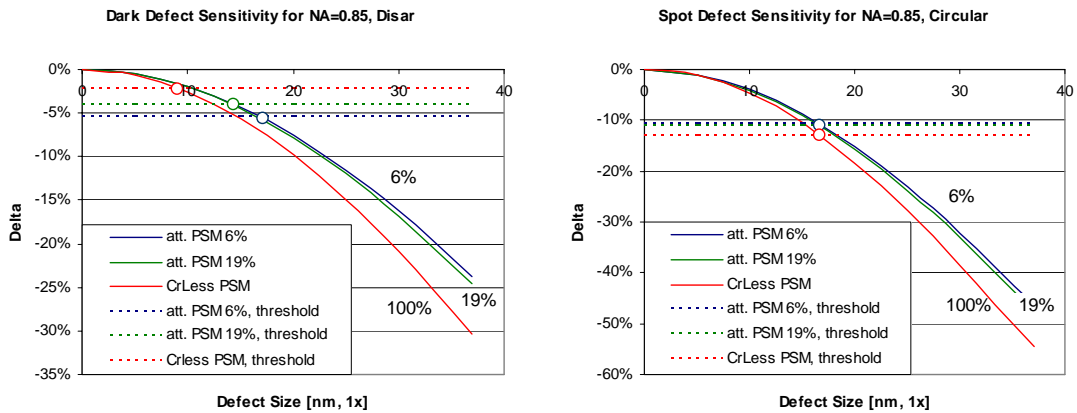 Dark Defect Sensitivity for NA=0.85, Disar
0%
-5%
-10%
-15%
-20%
-25%
-30%
-35%
0
10
20
30
40
Delta
6%
19%
100%
att. PSM 6%
att. PSM 19%
CrLess PSM
att. PSM 6%, threshold
att. PSM 19%, threshold
Crless PSM, threshold
Defect Size [nm, 1x]
Spot Defect Sensitivity for NA=0.85, Circular
0%
-10%
-20%
-30%
-40%
-50%
-60%
0
10
20
30
40
Delta
6%
100%
19%
att. PSM 6%
att. PSM 19%
CrLess PSM
att. PSM 6%, threshold
att. PSM 19%, threshold
CrLess PSM, threshold
Defect Size [nm, 1x]